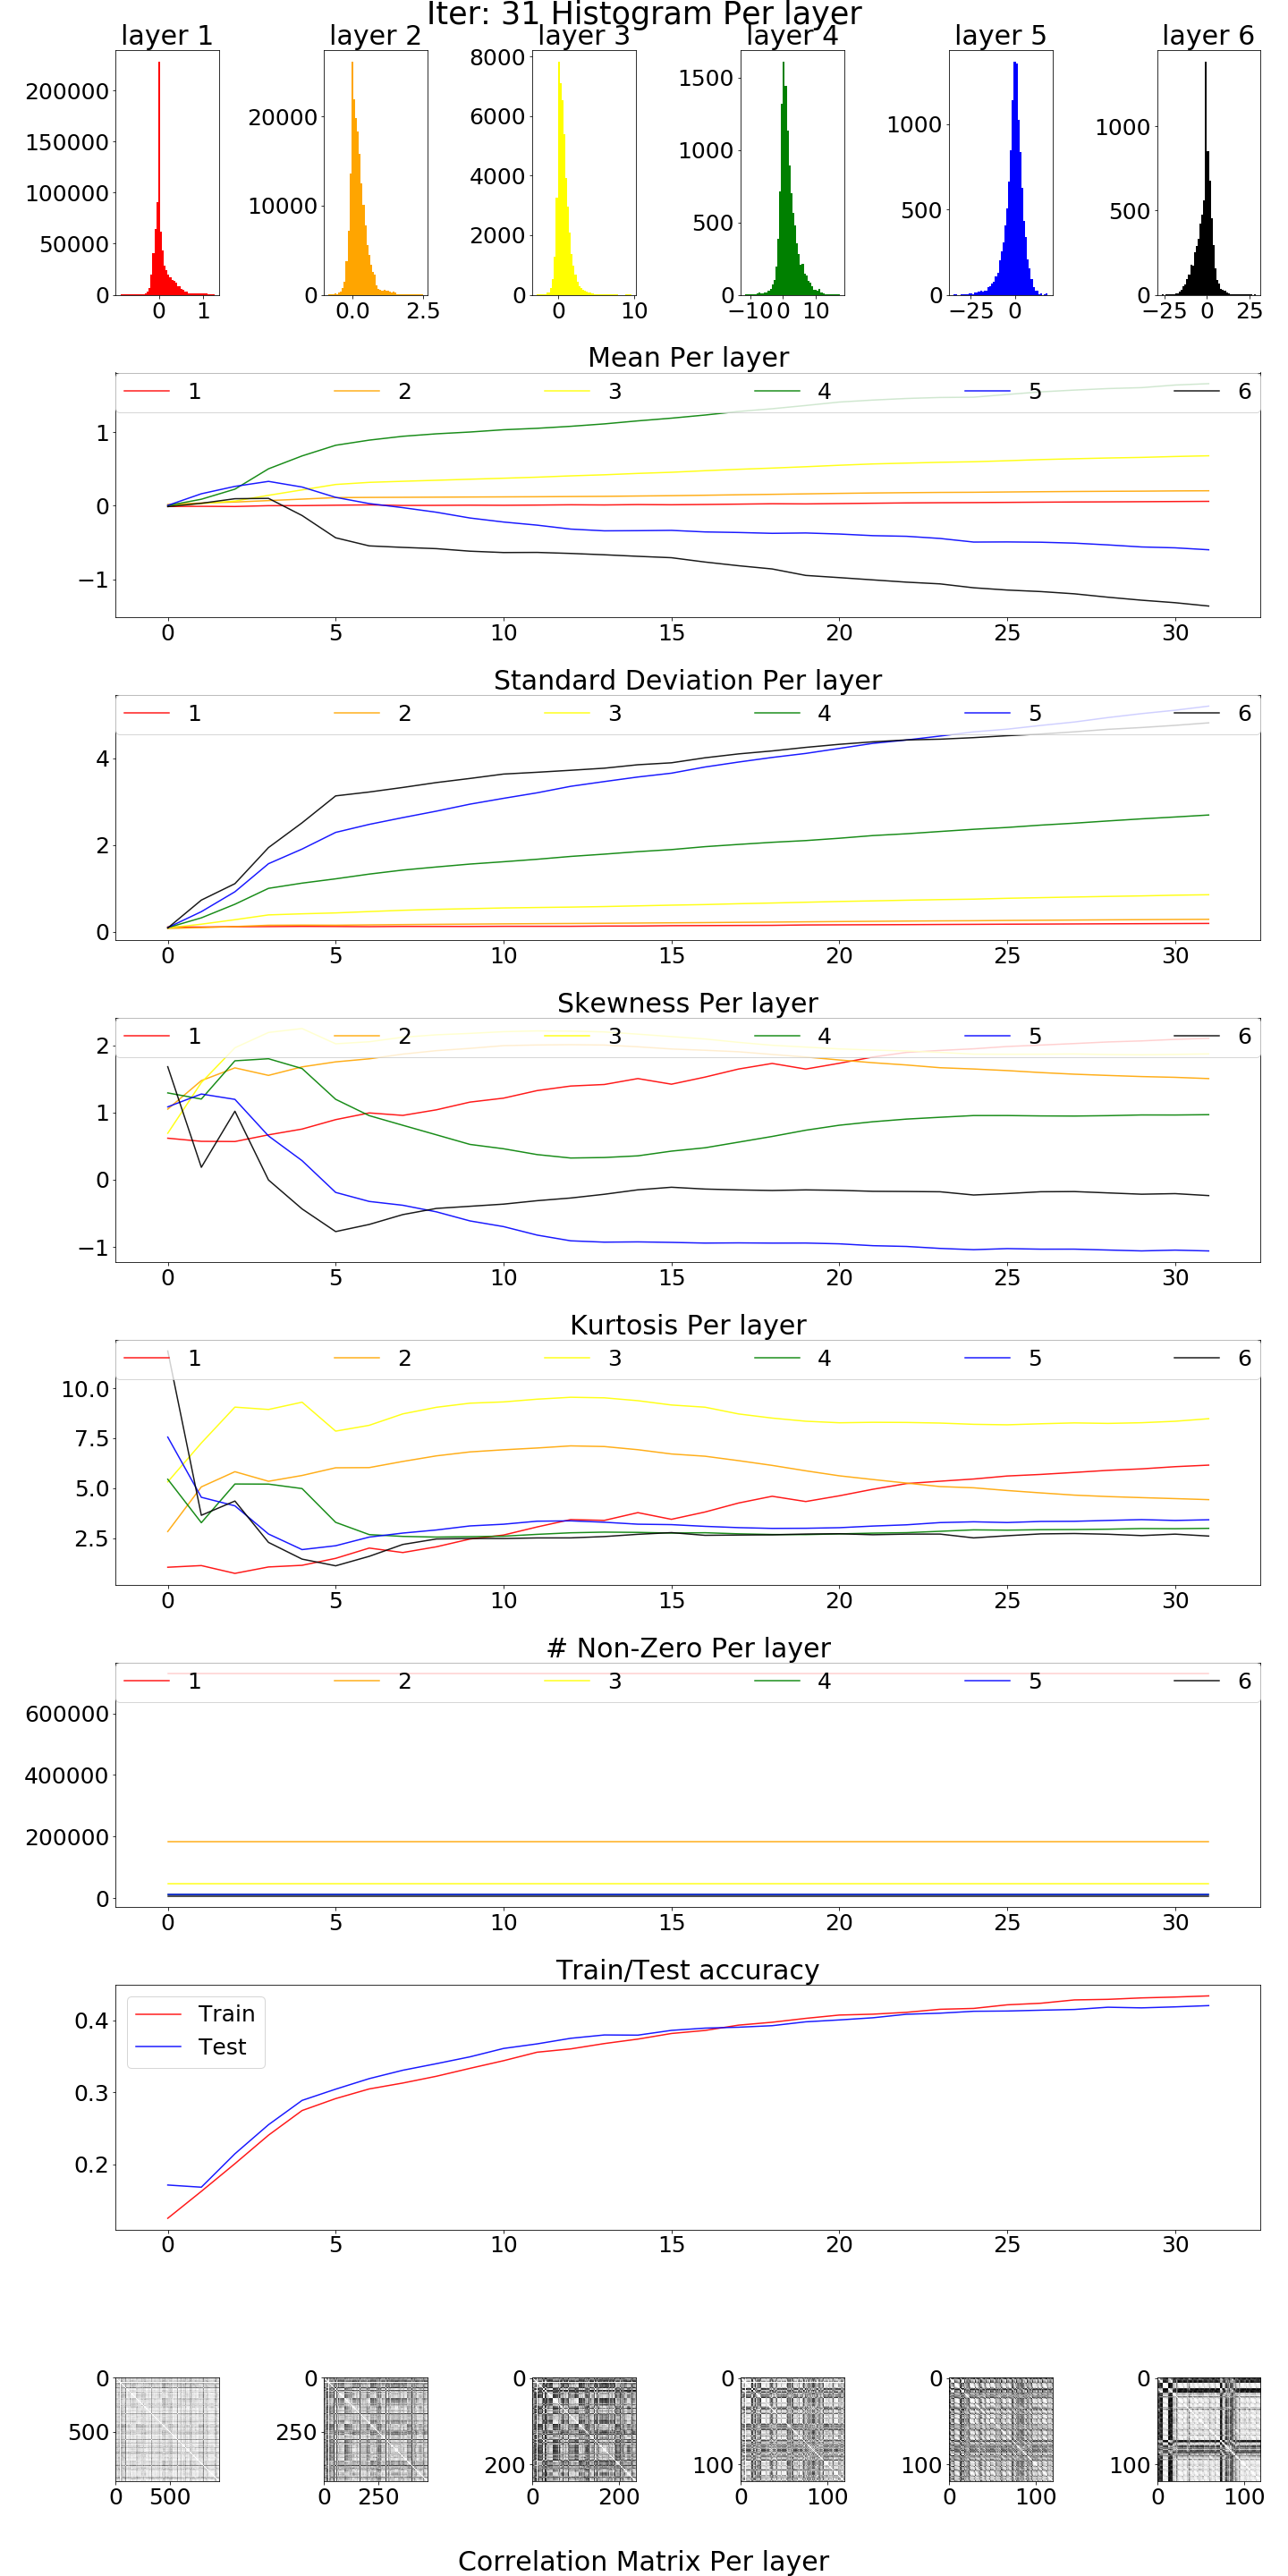 Iter: 31 Histogram Per layer
layer 1 layer 2 layer 3 layer 4 layer 5 layer 6
200000 150000 100000 50000 0
0 1
20000 10000 0
0.0 2.5
8000 6000 4000 2000 0
0 10
1500 1000 500 0
−10 0 10
1000 500 0
−25 0
1000 500 0
−25 0 25
Mean Per layer
1 2 3 4 5 6
1
0
−1
0 5 10 15 20 25 30
Standard Deviation Per layer
1 2 3 4 5 6
4
2
0
0 5 10 15 20 25 30
Skewness Per layer
1 2 3 4 5 6
2
1
0
−1
0 5 10 15 20 25 30
Kurtosis Per layer
1 2 3 4 5 6
10.0
7.5
5.0
2.5
0 5 10 15 20 25 30
# Non-Zero Per layer
1 2 3 4 5 6
600000
400000
200000
0
0 5 10 15 20 25 30
Train/Test accuracy
Train
Test
0.4
0.3
0.2
0 5 10 15 20 25 30
0 500
0 500
0 250
0 250
0 200
0 200
0 100
0 100
0 100
0 100
0 100
0 100
Correlation Matrix Per layer